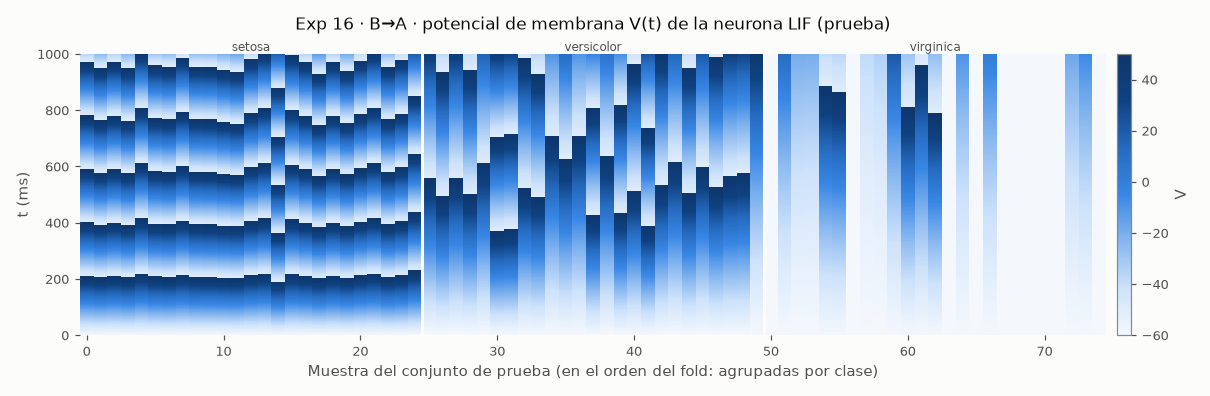 Exp 16 · B→A · potencial de membrana V(t) de la neurona LIF (prueba)
setosa versicolor virginica
1000
800
600
400
200
0
t (ms)
0 10 20 30 40 50 60 70
Muestra del conjunto de prueba (en el orden del fold: agrupadas por clase)
40
20
0
−20
−40
−60
V